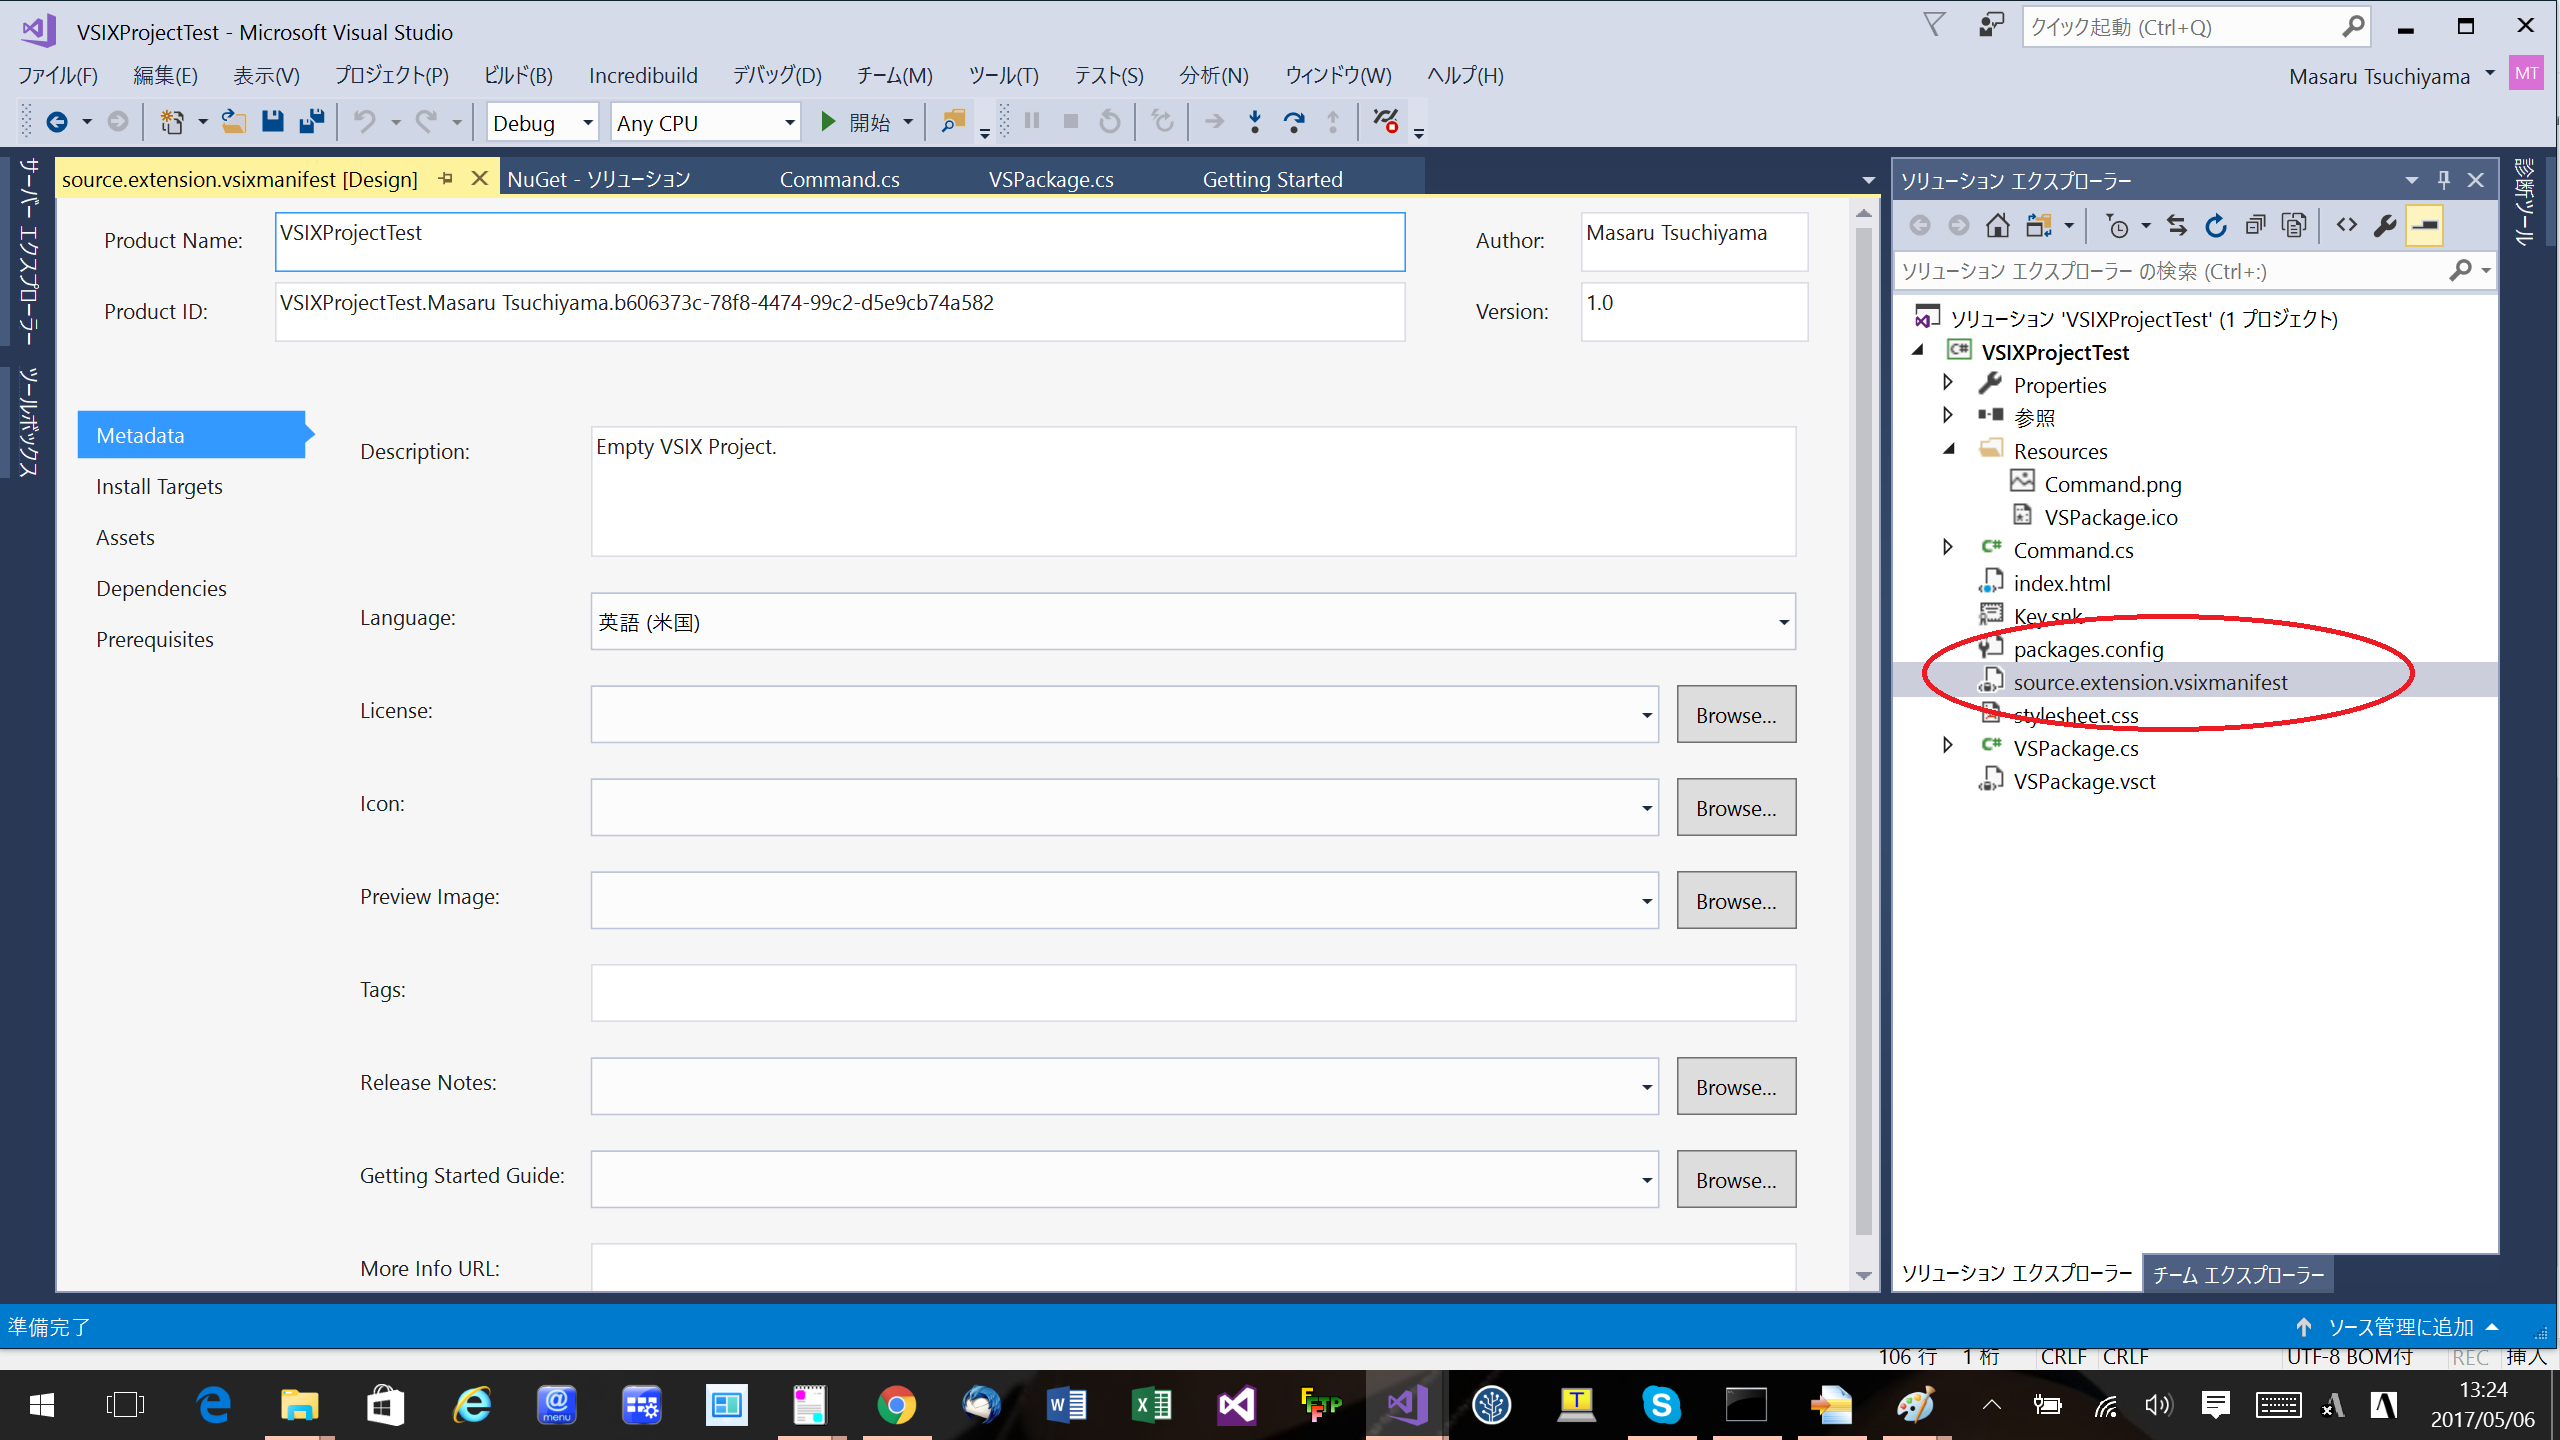 VSIXProjectTest - Microsoft Visual Studio
クイック起動 (Ctrl+Q)
ファイル(F) 編集(E) 表示(V) プロジェクト(P) ビルド(B) Incredibuild デバッグ(D) チーム(M) ツール(T) テスト(S) 分析(N) ウィンドウ(W) ヘルプ(H)
Masaru Tsuchiyama MT
Debug Any CPU 開始
サーバー エクスプローラー
ツールボックス
source.extension.vsixmanifest [Design] NuGet - ソリューション Command.cs VSPackage.cs Getting Started
Product Name: VSIXProjectTest Author: Masaru Tsuchiyama
Product ID: VSIXProjectTest.Masaru Tsuchiyama.b606373c-78f8-4474-99c2-d5e9cb74a582 Version: 1.0
Metadata
Install Targets
Assets
Dependencies
Prerequisites
Description: Empty VSIX Project.
Language: 英語 (米国)
License: Browse...
Icon: Browse...
Preview Image: Browse...
Tags:
Release Notes: Browse...
Getting Started Guide: Browse...
More Info URL:
ソリューション エクスプローラー
ソリューション エクスプローラー の検索 (Ctrl+:)
ソリューション 'VSIXProjectTest' (1 プロジェクト)
C# VSIXProjectTest
Properties
参照
Resources
Command.png
VSPackage.ico
C# Command.cs
index.html
Key.snk
packages.config
source.extension.vsixmanifest
stylesheet.css
C# VSPackage.cs
VSPackage.vsct
ソリューション エクスプローラー チーム エクスプローラー
診断ツール
準備完了
ソース管理に追加
106 行 1 桁 CRLF CRLF UTF-8 BOM付 REC 挿入
@ menu
FFFTP
T
13:24
2017/05/06